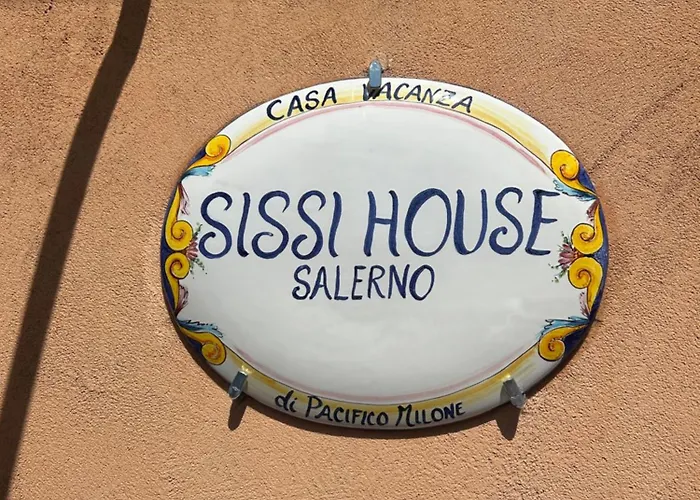 CASA VACANZA
SISSI HOUSE
SALERNO
di PACIFICO MILONE